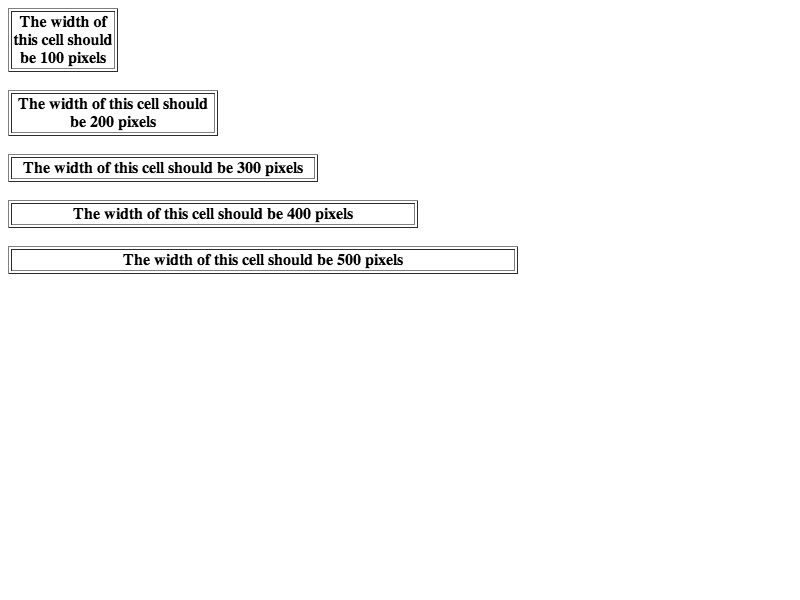 The width of
this cell should
be 100 pixels
The width of this cell should
be 200 pixels
The width of this cell should be 300 pixels
The width of this cell should be 400 pixels
The width of this cell should be 500 pixels